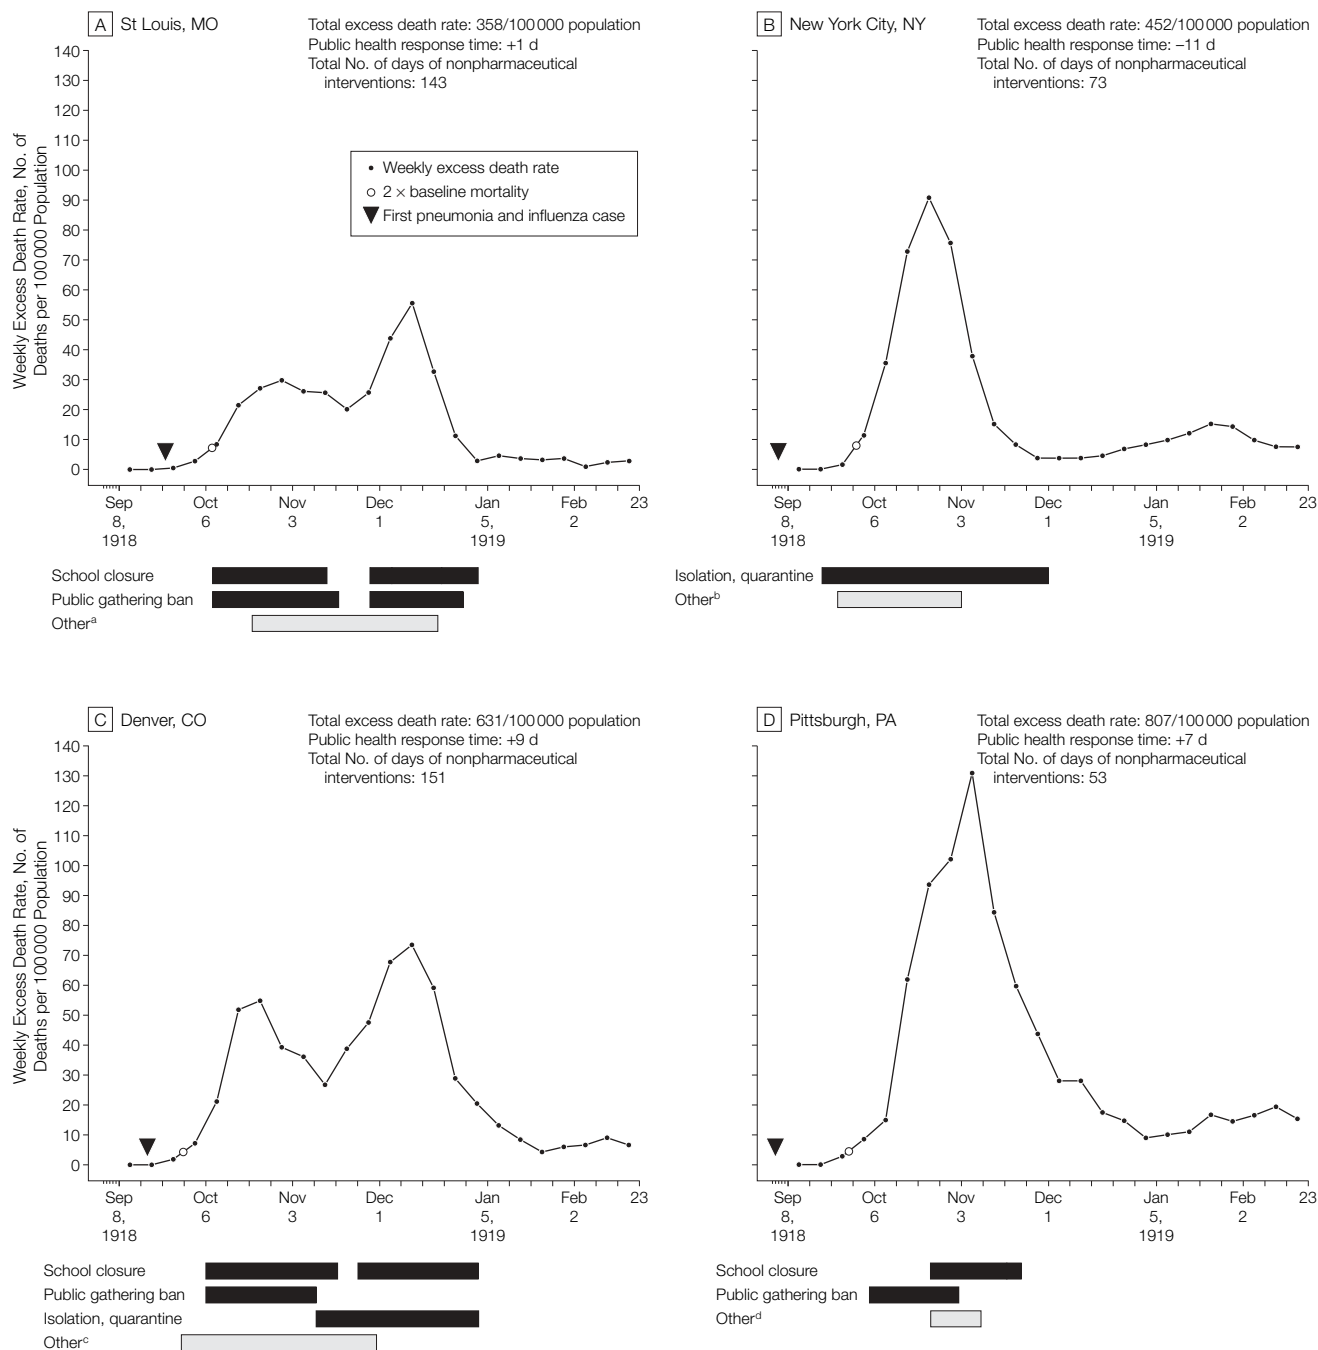 A St Louis, MO
Total excess death rate: 358/100 000 population
Public health response time: +1 d
Total No. of days of nonpharmaceutical
interventions: 143
Weekly Excess Death Rate, No. of
Deaths per 100 000 Population
140
130
120
110
100
90
80
70
60
50
40
30
20
10
0
Weekly excess death rate
2 × baseline mortality
First pneumonia and influenza case
Sep Oct Nov Dec Jan Feb 23
8, 6 3 1 5, 2
1918 1919
School closure
Public gathering ban
Other^a
B New York City, NY
Total excess death rate: 452/100 000 population
Public health response time: –11 d
Total No. of days of nonpharmaceutical
interventions: 73
Sep Oct Nov Dec Jan Feb 23
8, 6 3 1 5, 2
1918 1919
Isolation, quarantine
Other^b
C Denver, CO
Total excess death rate: 631/100 000 population
Public health response time: +9 d
Total No. of days of nonpharmaceutical
interventions: 151
Weekly Excess Death Rate, No. of
Deaths per 100 000 Population
140
130
120
110
100
90
80
70
60
50
40
30
20
10
0
Sep Oct Nov Dec Jan Feb 23
8, 6 3 1 5, 2
1918 1919
School closure
Public gathering ban
Isolation, quarantine
Other^c
D Pittsburgh, PA
Total excess death rate: 807/100 000 population
Public health response time: +7 d
Total No. of days of nonpharmaceutical
interventions: 53
Sep Oct Nov Dec Jan Feb 23
8, 6 3 1 5, 2
1918 1919
School closure
Public gathering ban
Other^d